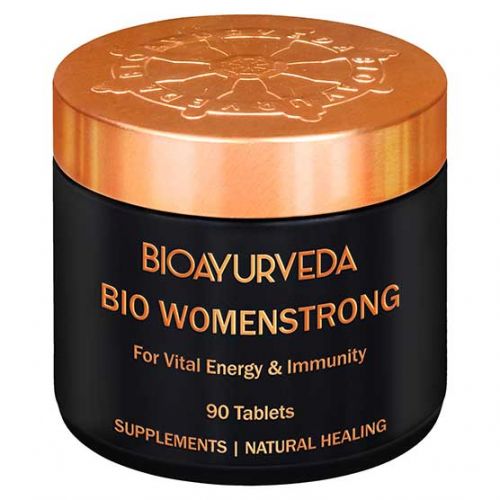 BIOAYURVEDA
BIO WOMENSTRONG
For Vital Energy & Immunity
90 Tablets
SUPPLEMENTS | NATURAL HEALING